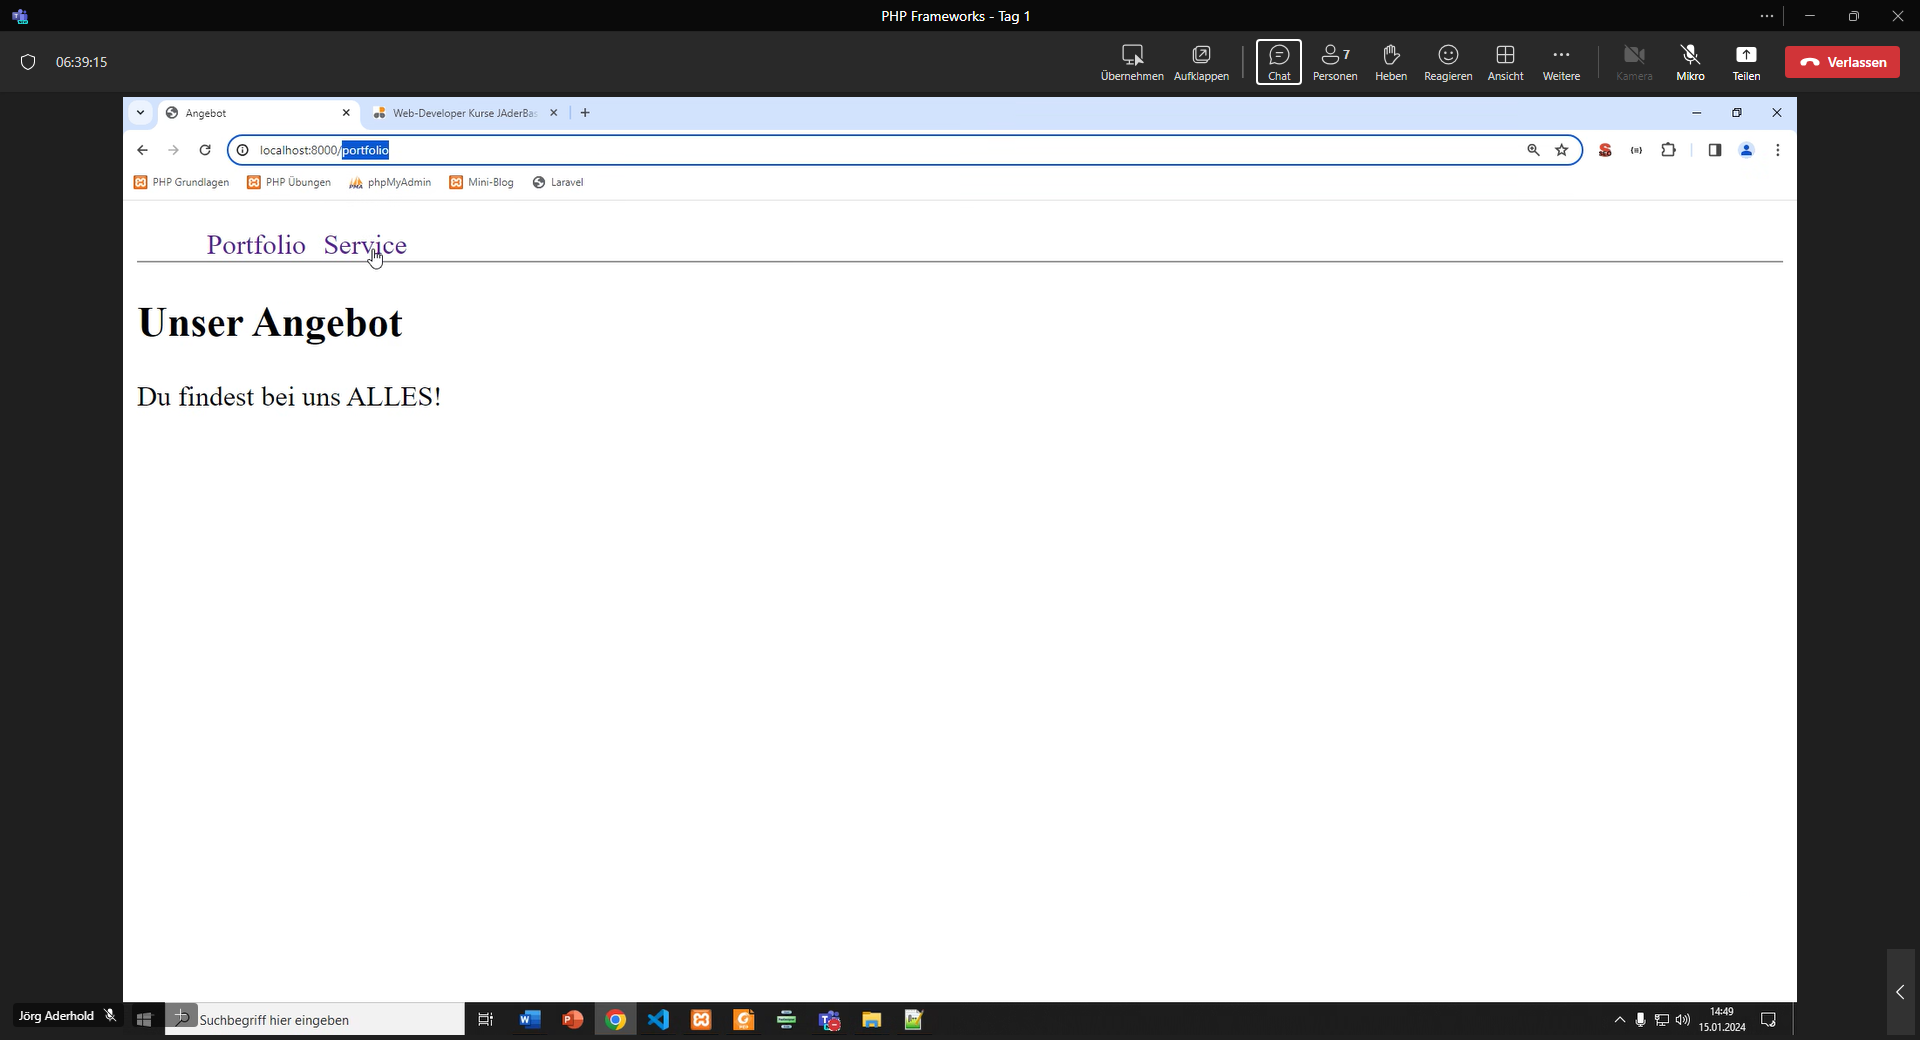 PHP Frameworks - Tag 1
06:39:15
Übernehmen
Aufklappen
Chat
7
Personen
Heben
Reagieren
Ansicht
Weitere
Kamera
Mikro
Teilen
Verlassen
Angebot
Web-Developer Kurse JAderBas
localhost:8000/portfolio
PHP Grundlagen
PHP Übungen
phpMyAdmin
Mini-Blog
Laravel
Portfolio Service
Unser Angebot
Du findest bei uns ALLES!
Jörg Aderhold
Suchbegriff hier eingeben
14:49
15.01.2024